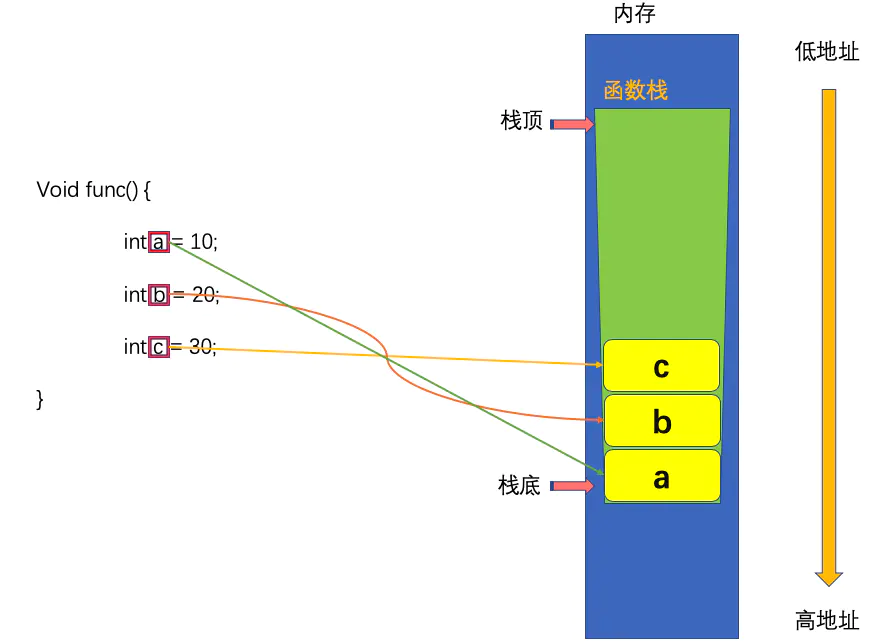 内存
低地址
函数栈
栈顶
Void func() {
int a = 10;
int b = 20;
int c = 30;
}
c
b
a
栈底
高地址